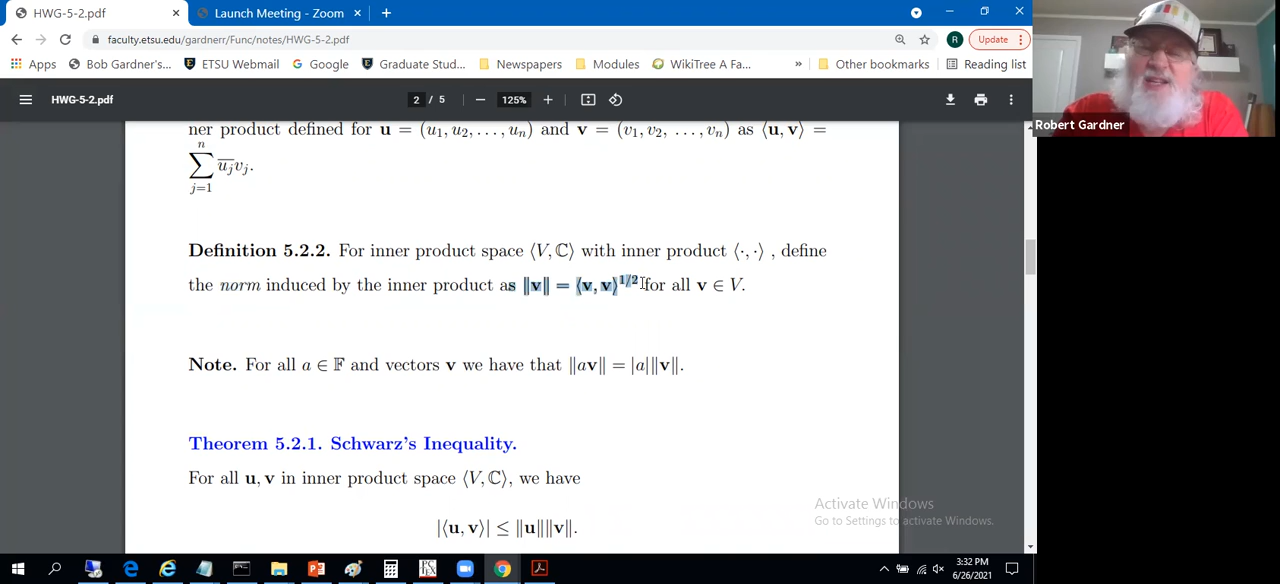 HWG-5-2.pdf × Launch Meeting - Zoom × +
faculty.etsu.edu/gardnerr/Func/notes/HWG-5-2.pdf R Update
Apps Bob Gardner's... ETSU Webmail Google Graduate Stud... Newspapers Modules WikiTree A Fa... » Other bookmarks Reading list
HWG-5-2.pdf 2 / 5 — 125% +
Robert Gardner
ner product defined for u = (u₁, u₂, . . . , uₙ) and v = (v₁, v₂, . . . , vₙ) as ⟨u, v⟩ =
n
∑ u̅ⱼvⱼ.
j=1
Definition 5.2.2. For inner product space ⟨V, ℂ⟩ with inner product ⟨·, ·⟩ , define
the norm induced by the inner product as ‖v‖ = ⟨v, v⟩^1/2 for all v ∈ V.
Note. For all a ∈ 𝔽 and vectors v we have that ‖av‖ = |a|‖v‖.
Theorem 5.2.1. Schwarz's Inequality.
For all u, v in inner product space ⟨V, ℂ⟩, we have
|⟨u, v⟩| ≤ ‖u‖‖v‖.
Activate Windows
Go to Settings to activate Windows.
3:32 PM
6/26/2021